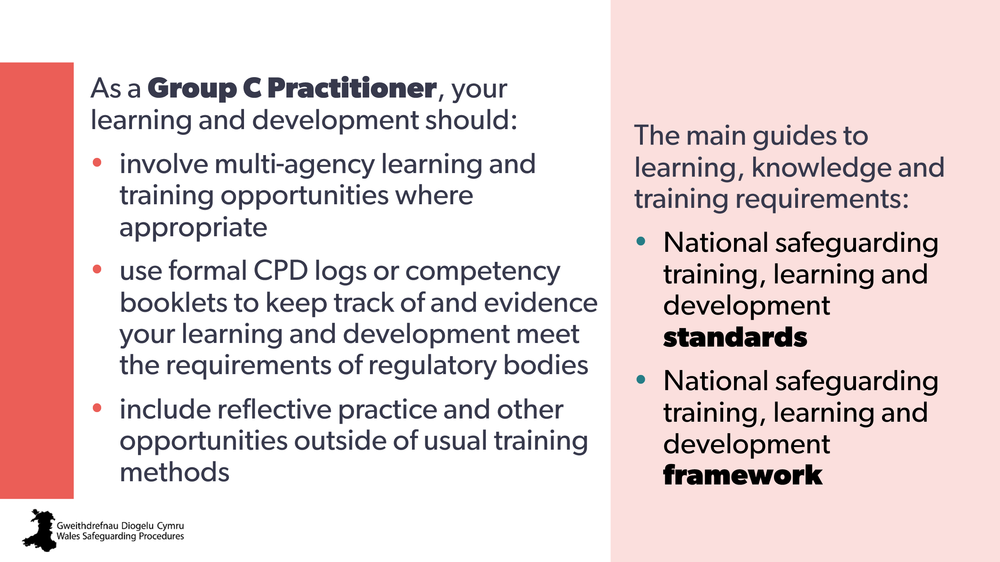 As a Group C Practitioner, your
learning and development should:
• involve multi-agency learning and
training opportunities where
appropriate
• use formal CPD logs or competency
booklets to keep track of and evidence
your learning and development meet
the requirements of regulatory bodies
• include reflective practice and other
opportunities outside of usual training
methods
The main guides to
learning, knowledge and
training requirements:
• National safeguarding
training, learning and
development
standards
• National safeguarding
training, learning and
development
framework
Gweithdrefnau Diogelu Cymru
Wales Safeguarding Procedures